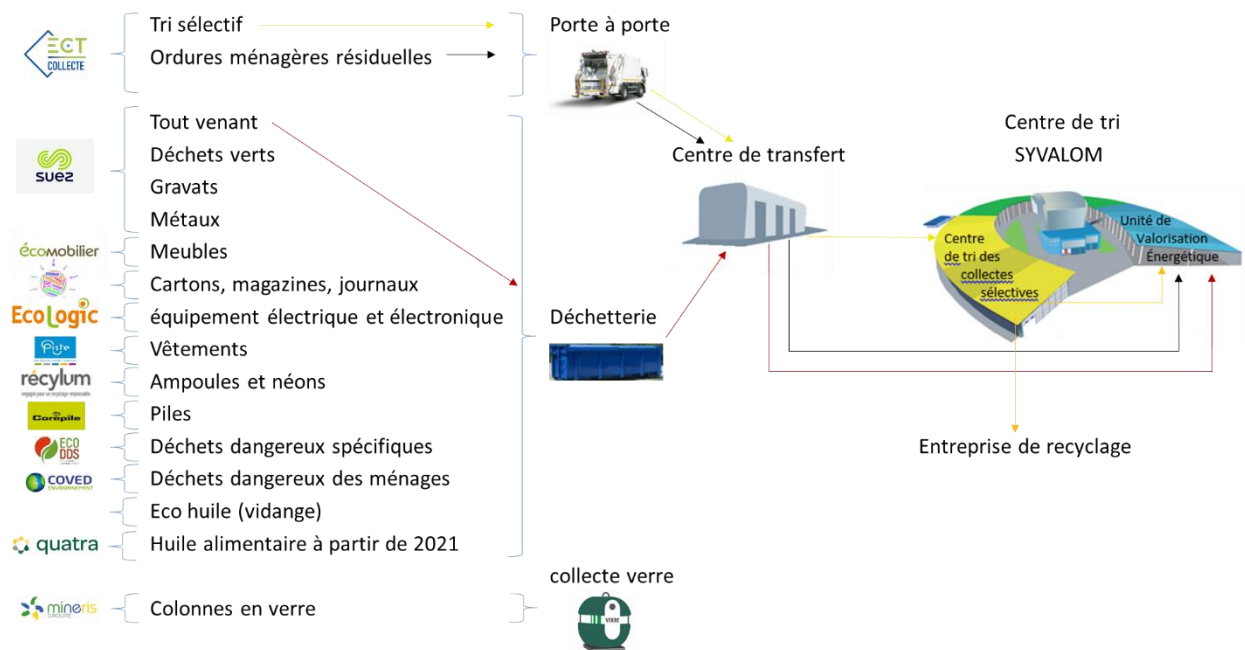 ECT
COLLECTE
Tri sélectif
Ordures ménagères résiduelles
Porte à porte
suez
Tout venant
Déchets verts
Gravats
Métaux
écomobilier
Meubles
Cartons, magazines, journaux
EcoLogic
équipement électrique et électronique
Vêtements
récylum
Ampoules et néons
Corepile
Piles
ECO
DDS
Déchets dangereux spécifiques
COVED
ENVIRONNEMENT
Déchets dangereux des ménages
Eco huile (vidange)
quatra
Huile alimentaire à partir de 2021
Déchetterie
mineris
GROUPE
Colonnes en verre
collecte verre
VERRE
Centre de transfert
Centre de tri
SYVALOM
Centre
de tri des
collectes
sélectives
Unité de
Valorisation
Énergétique
Entreprise de recyclage